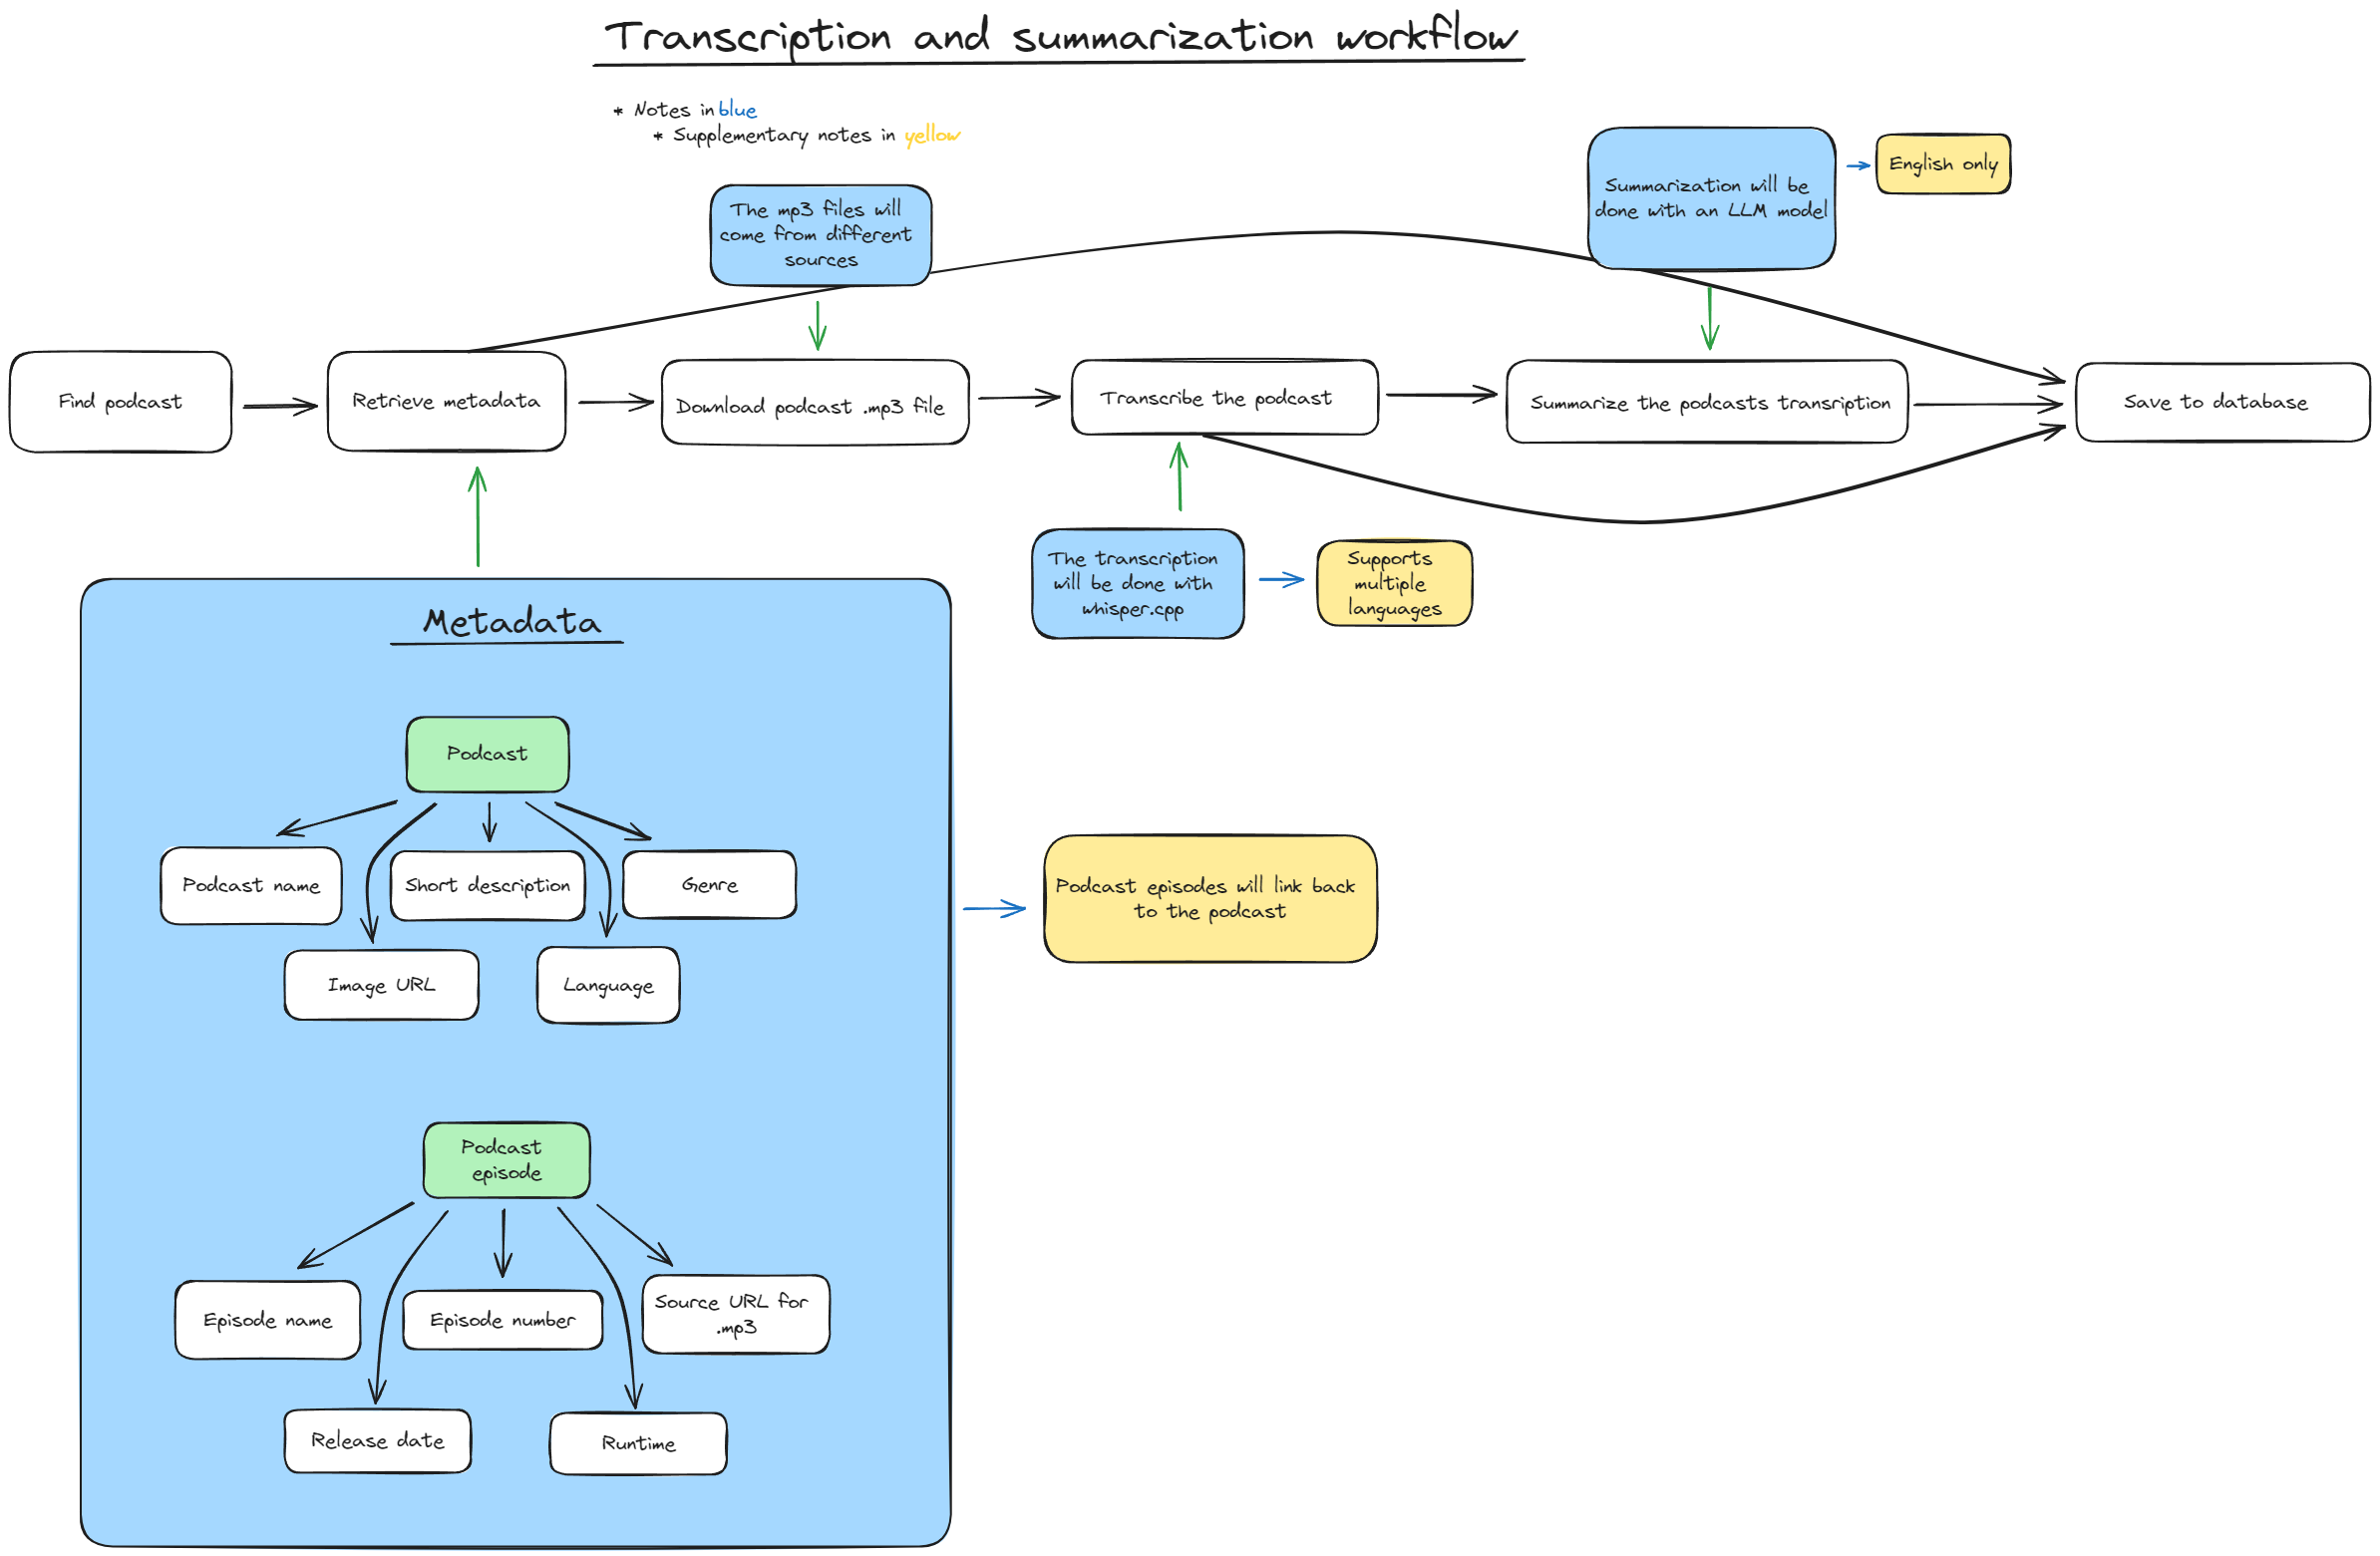 Transcription and summarization workflow
* Notes in blue
* Supplementary notes in yellow
The mp3 files will
come from different
sources
Summarization will be
done with an LLM model
English only
Find podcast
Retrieve metadata
Download podcast .mp3 file
Transcribe the podcast
Summarize the podcasts transription
Save to database
The transcription
will be done with
whisper.cpp
Supports
multiple
languages
Metadata
Podcast
Podcast name
Short description
Genre
Image URL
Language
Podcast episodes will link back
to the podcast
Podcast
episode
Episode name
Episode number
Source URL for
.mp3
Release date
Runtime